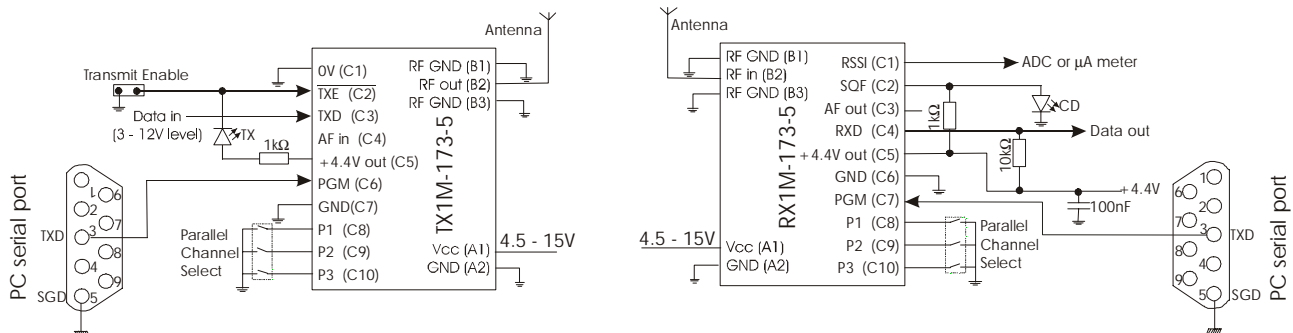 Antenna
Transmit Enable
Data in
(3 - 12V level)
TX
1kΩ
0V (C1)
TXE (C2)
TXD (C3)
AF in (C4)
+4.4V out (C5)
PGM (C6)
GND(C7)
P1 (C8)
P2 (C9)
P3 (C10)
TX1M-173-5
RF GND (B1)
RF out (B2)
RF GND (B3)
Vcc (A1)
GND (A2)
4.5 - 15V
Parallel
Channel
Select
PC serial port
TXD
SGD
1
2
3
4
5
6
7
8
9
Antenna
RF GND (B1)
RF in (B2)
RF GND (B3)
RX1M-173-5
4.5 - 15V
Vcc (A1)
GND (A2)
RSSI (C1)
SQF (C2)
AF out (C3)
RXD (C4)
+4.4V out (C5)
GND (C6)
PGM (C7)
P1 (C8)
P2 (C9)
P3 (C10)
ADC or µA meter
1kΩ
CD
Data out
10kΩ
+4.4V
100nF
Parallel
Channel
Select
1
2
3
4
5
6
7
8
9
TXD
SGD
PC serial port